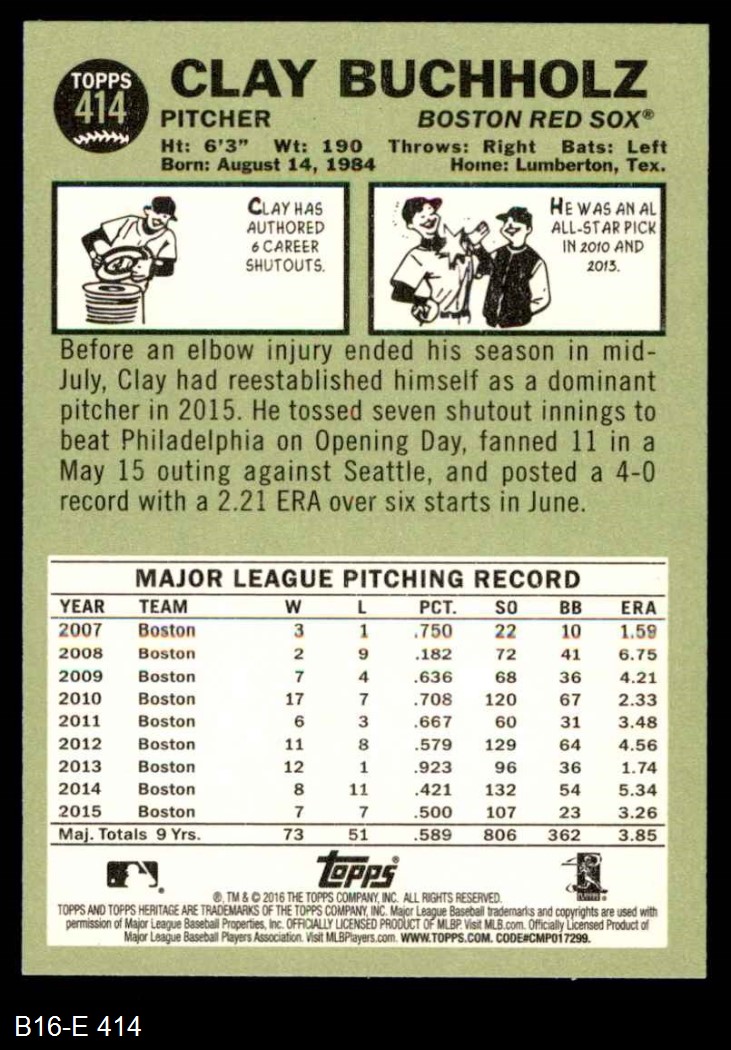 TOPPS
414
CLAY BUCHHOLZ
PITCHER BOSTON RED SOX®
Ht: 6'3" Wt: 190 Throws: Right Bats: Left
Born: August 14, 1984 Home: Lumberton, Tex.
CLAY HAS
AUTHORED
6 CAREER
SHUTOUTS.
HE WAS AN AL
ALL-STAR PICK
IN 2010 AND
2013.
Before an elbow injury ended his season in mid-
July, Clay had reestablished himself as a dominant
pitcher in 2015. He tossed seven shutout innings to
beat Philadelphia on Opening Day, fanned 11 in a
May 15 outing against Seattle, and posted a 4-0
record with a 2.21 ERA over six starts in June.
MAJOR LEAGUE PITCHING RECORD
YEAR TEAM W L PCT. SO BB ERA
2007 Boston 3 1 .750 22 10 1.59
2008 Boston 2 9 .182 72 41 6.75
2009 Boston 7 4 .636 68 36 4.21
2010 Boston 17 7 .708 120 67 2.33
2011 Boston 6 3 .667 60 31 3.48
2012 Boston 11 8 .579 129 64 4.56
2013 Boston 12 1 .923 96 36 1.74
2014 Boston 8 11 .421 132 54 5.34
2015 Boston 7 7 .500 107 23 3.26
Maj. Totals 9 Yrs. 73 51 .589 806 362 3.85
topps®
®, TM & © 2016 THE TOPPS COMPANY, INC. ALL RIGHTS RESERVED.
TOPPS AND TOPPS HERITAGE ARE TRADEMARKS OF THE TOPPS COMPANY, INC. Major League Baseball trademarks and copyrights are used with
permission of Major League Baseball Properties, Inc. OFFICIALLY LICENSED PRODUCT OF MLBP. Visit MLB.com. Officially Licensed Product of
Major League Baseball Players Association. Visit MLBPlayers.com. WWW.TOPPS.COM. CODE#CMP017299.
B16-E 414